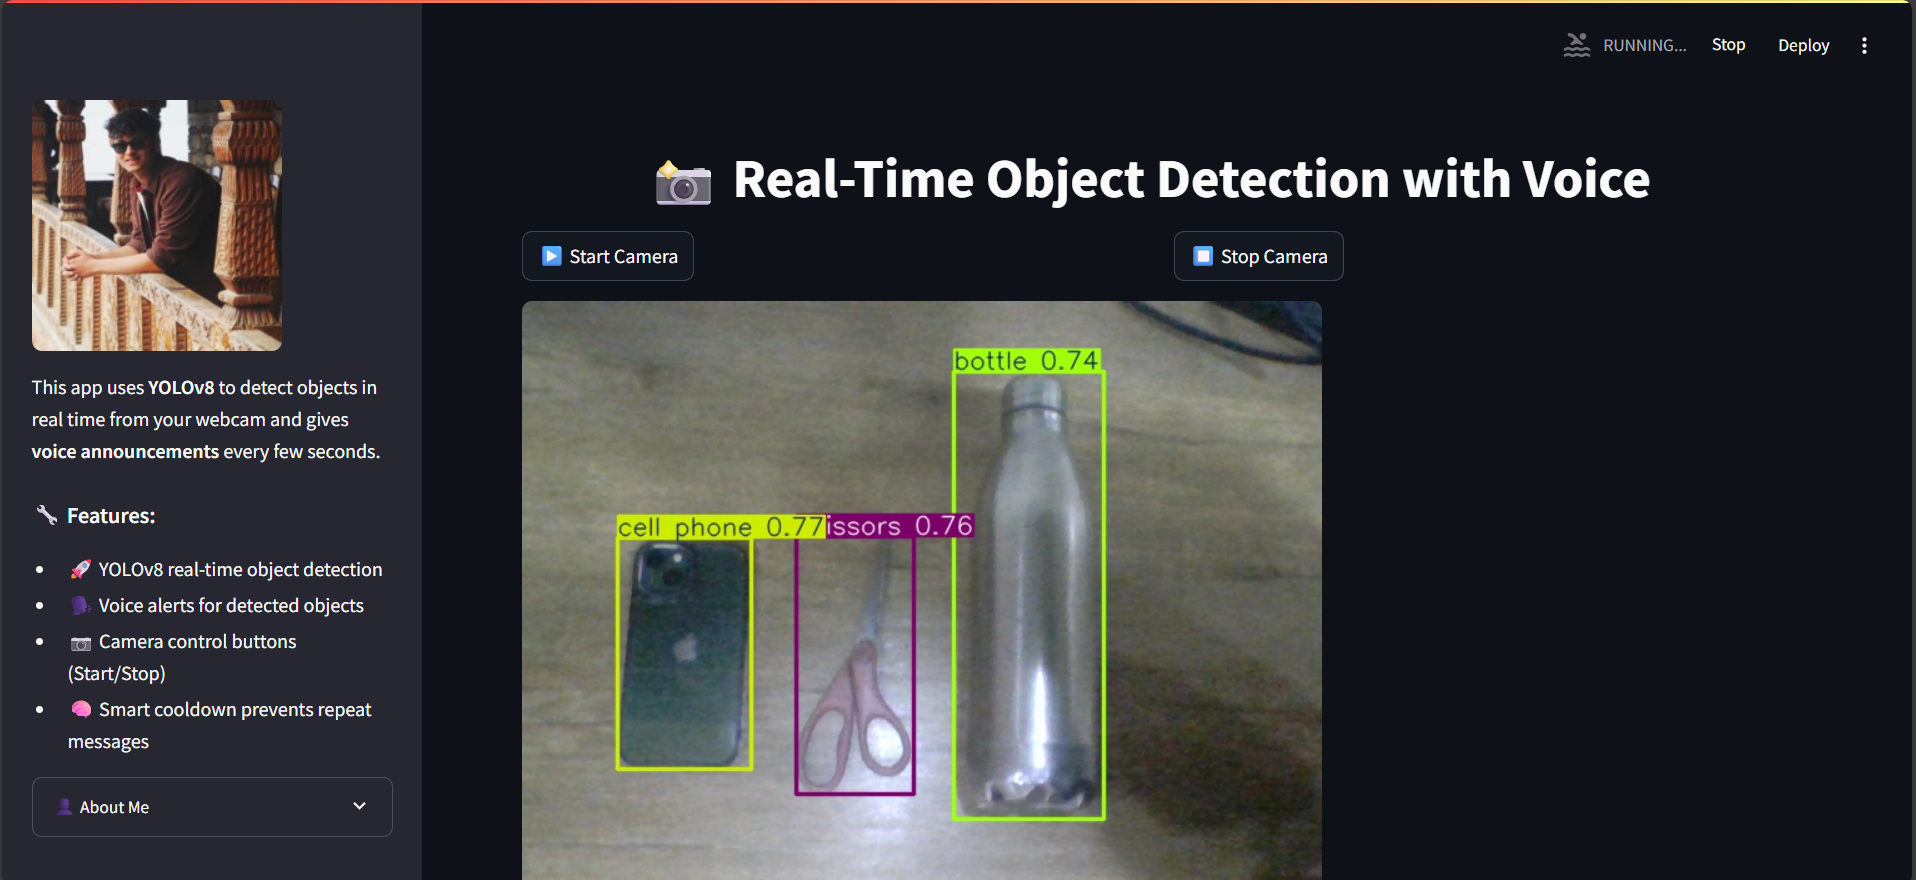 RUNNING...
Stop
Deploy
This app uses YOLOv8 to detect objects in
real time from your webcam and gives
voice announcements every few seconds.
Features:
YOLOv8 real-time object detection
Voice alerts for detected objects
Camera control buttons
(Start/Stop)
Smart cooldown prevents repeat
messages
About Me
Real-Time Object Detection with Voice
Start Camera
Stop Camera
bottle 0.74
cell phone 0.77
issors 0.76